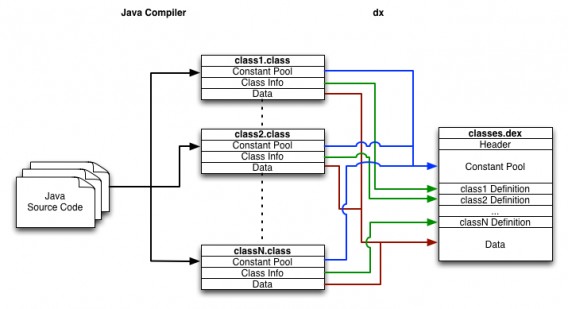 Java Compiler
dx
class1.class
Constant Pool
Class Info
Data
class2.class
Constant Pool
Class Info
Data
classN.class
Constant Pool
Class Info
Data
Java
Source Code
classes.dex
Header
Constant Pool
class1 Definition
class2 Definition
...
classN Definition
Data